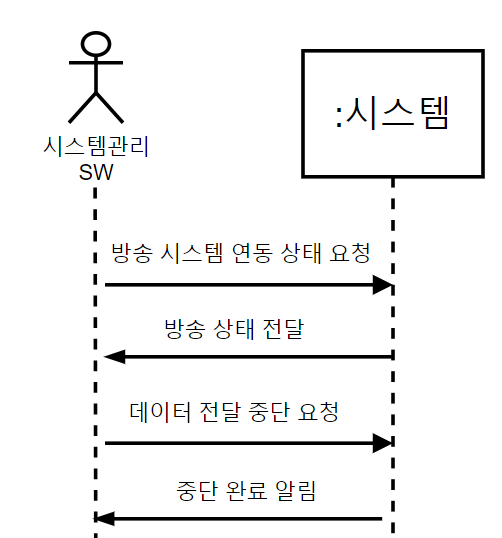 시스템관리
SW
:시스템
방송 시스템 연동 상태 요청
방송 상태 전달
데이터 전달 중단 요청
중단 완료 알림